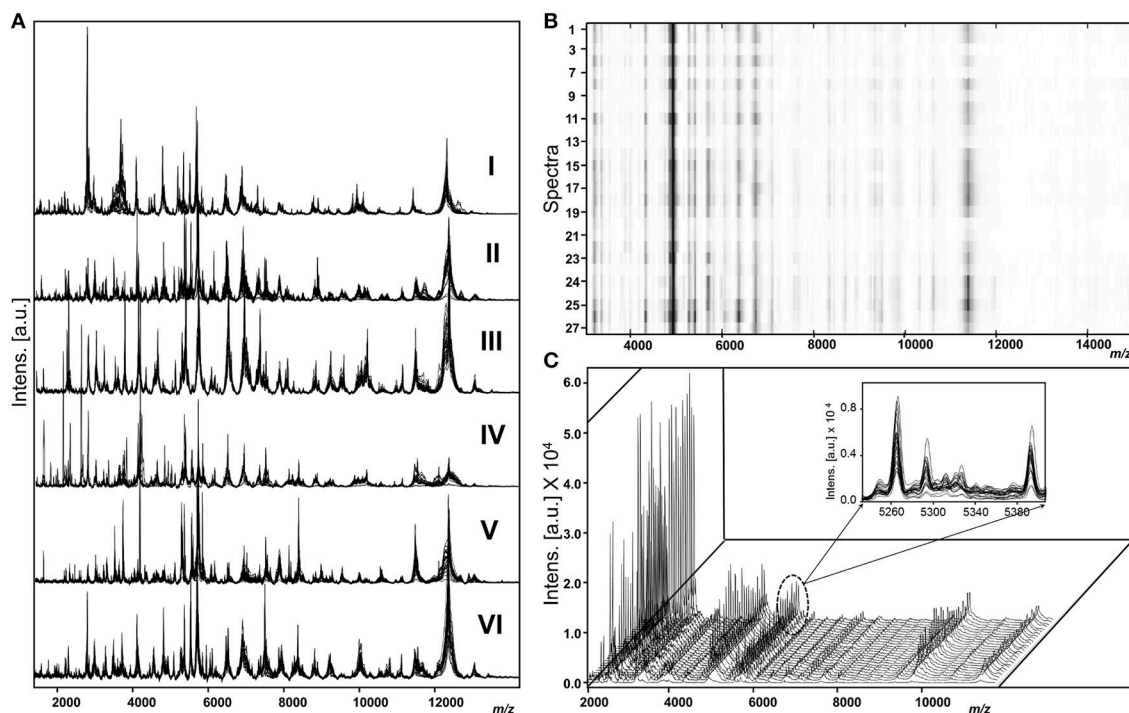 A
I
II
III
IV
V
VI
Intens. [a.u.]
2000 4000 6000 8000 10000 12000 m/z
B
Spectra
1
3
5
7
9
11
13
15
17
19
21
23
25
27
4000 6000 8000 10000 12000 14000 m/z
C
Intens. [a.u.] X 10⁴
6.0
5.0
4.0
3.0
2.0
1.0
0.0
2000 4000 6000 8000 10000 m/z
Intens. [a.u.] x 10⁴
0.8
0.4
0.0
5260 5300 5340 5380